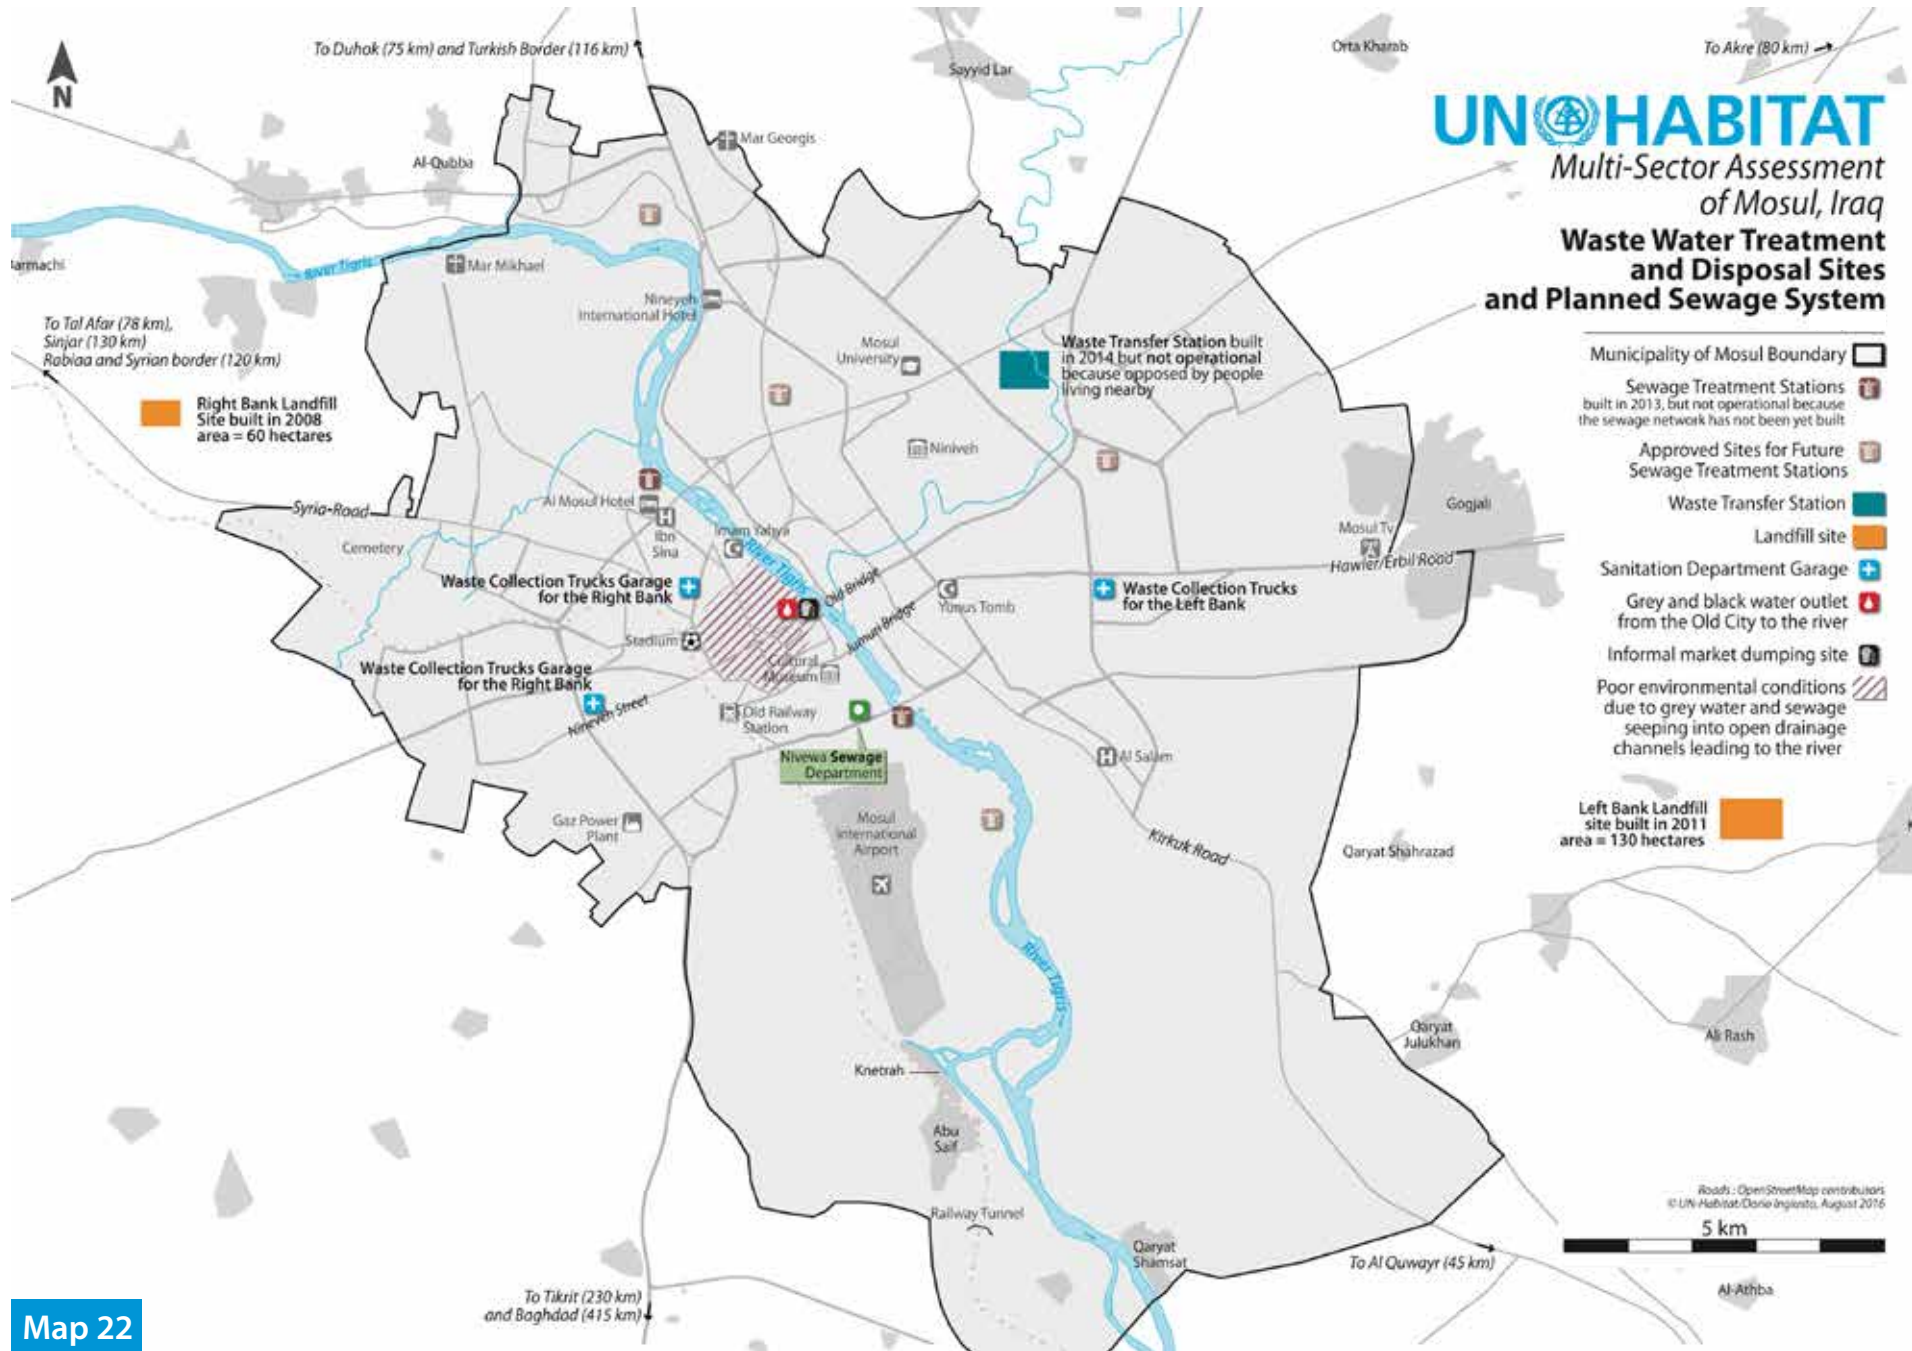 To Duhok (75 km) and Turkish Border (116 km)
Sayyid Lar
Orta Kharab
To Akre (80 km)
N
UN HABITAT
Multi-Sector Assessment
of Mosul, Iraq
Waste Water Treatment
and Disposal Sites
and Planned Sewage System
Mar Georgis
Al-Qubba
River Tigris
Mar Mikhael
armachi
Nineveh
International Hotel
To Tal Afar (78 km),
Sinjar (130 km)
Rabiaa and Syrian border (120 km)
Right Bank Landfill
Site built in 2008
area = 60 hectares
Mosul
University
Waste Transfer Station built
in 2014 but not operational
because opposed by people
living nearby
Municipality of Mosul Boundary
Sewage Treatment Stations
built in 2013, but not operational because
the sewage network has not been yet built
Approved Sites for Future
Sewage Treatment Stations
Waste Transfer Station
Landfill site
Sanitation Department Garage
Grey and black water outlet
from the Old City to the river
Informal market dumping site
Poor environmental conditions
due to grey water and sewage
seeping into open drainage
channels leading to the river
Niniveh
Gogjali
Mosul Tv
Hawler/Erbil Road
Al Mosul Hotel
H
Ibn
Sina
Imam Yahya
River Tigris
Syria-Road
Cemetery
Waste Collection Trucks Garage
for the Right Bank
Old Bridge
Jumuri Bridge
Yunus Tomb
Waste Collection Trucks
for the Left Bank
Stadium
Waste Collection Trucks Garage
for the Right Bank
Cultural
Museum
Nineveh Street
Old Railway
Station
Nivewa Sewage
Department
H
Al Salam
Gaz Power
Plant
Mosul
International
Airport
Kirkuk Road
Qaryat Shahrazad
Left Bank Landfill
site built in 2011
area = 130 hectares
River Tigris
Qaryat
Julukhan
Ali Rash
Knetrah
Abu
Saif
Railway Tunnel
Qaryat
Shamsat
To Al Quwayr (45 km)
Roads : OpenStreetMap contributors
© UN-Habitat/Dario Ingiusto, August 2016
5 km
Al-Athba
To Tikrit (230 km)
and Baghdad (415 km)
Map 22